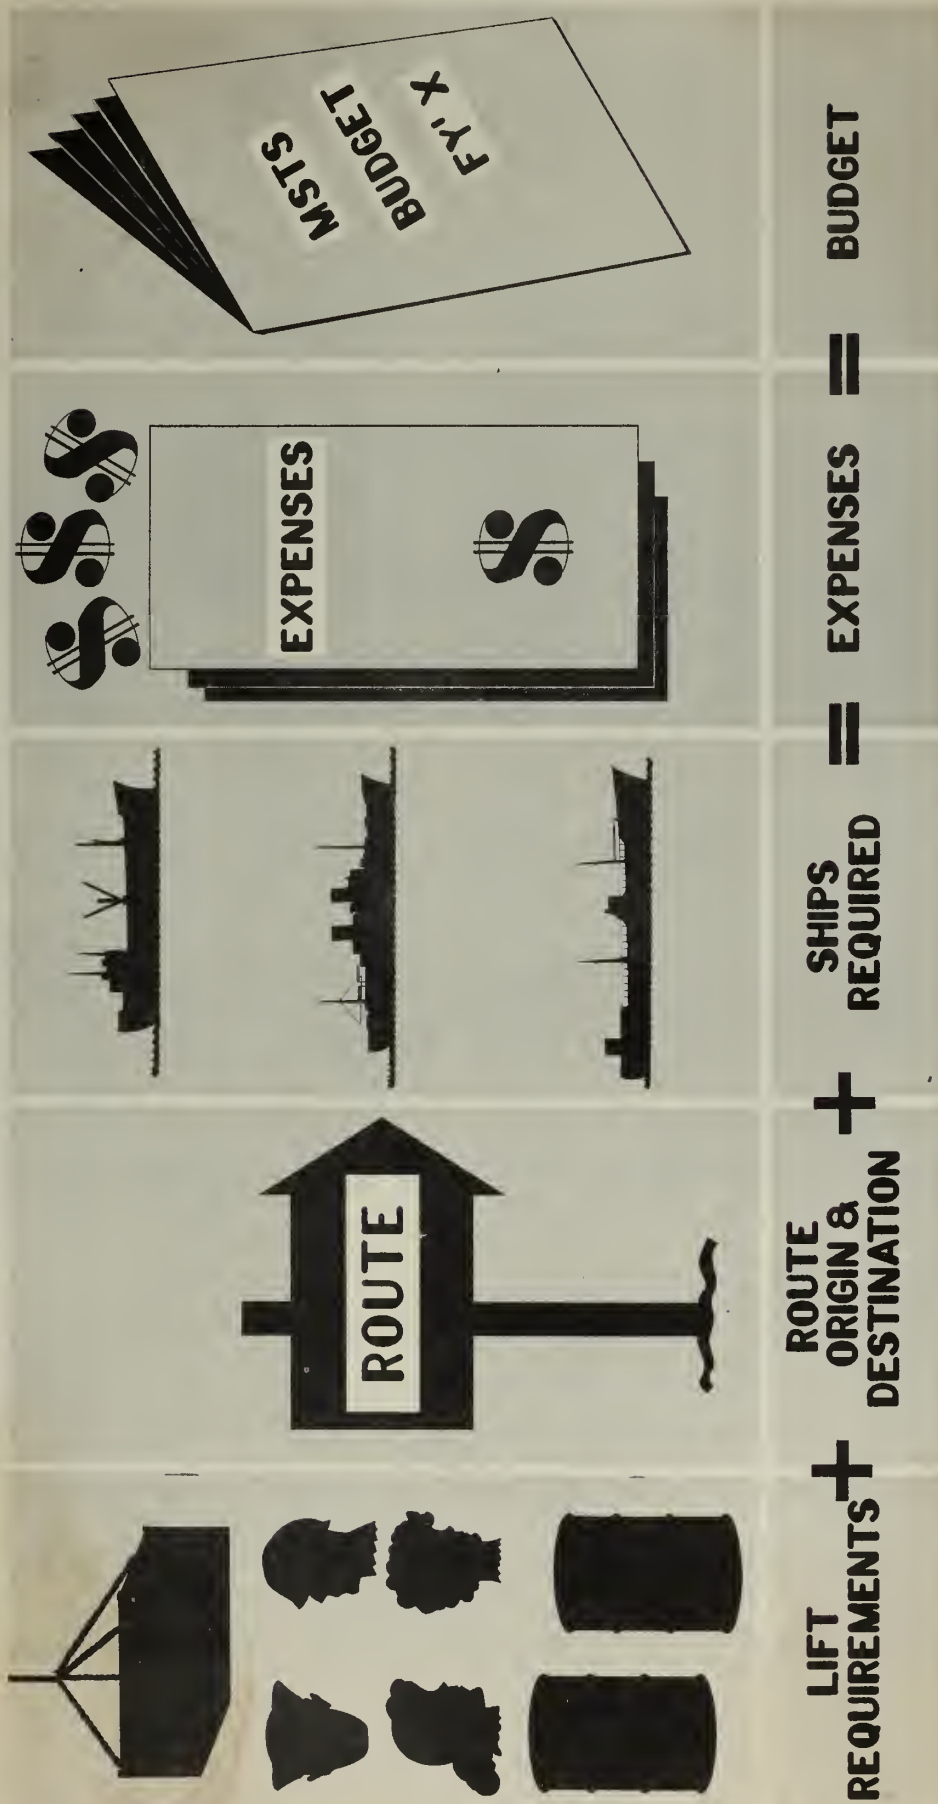 ROUTE
EXPENSES
$ $ $
$
MSTS
BUDGET
FY'X
LIFT
REQUIREMENTS
+
ROUTE
ORIGIN &
DESTINATION
+
SHIPS
REQUIRED
=
EXPENSES
=
BUDGET